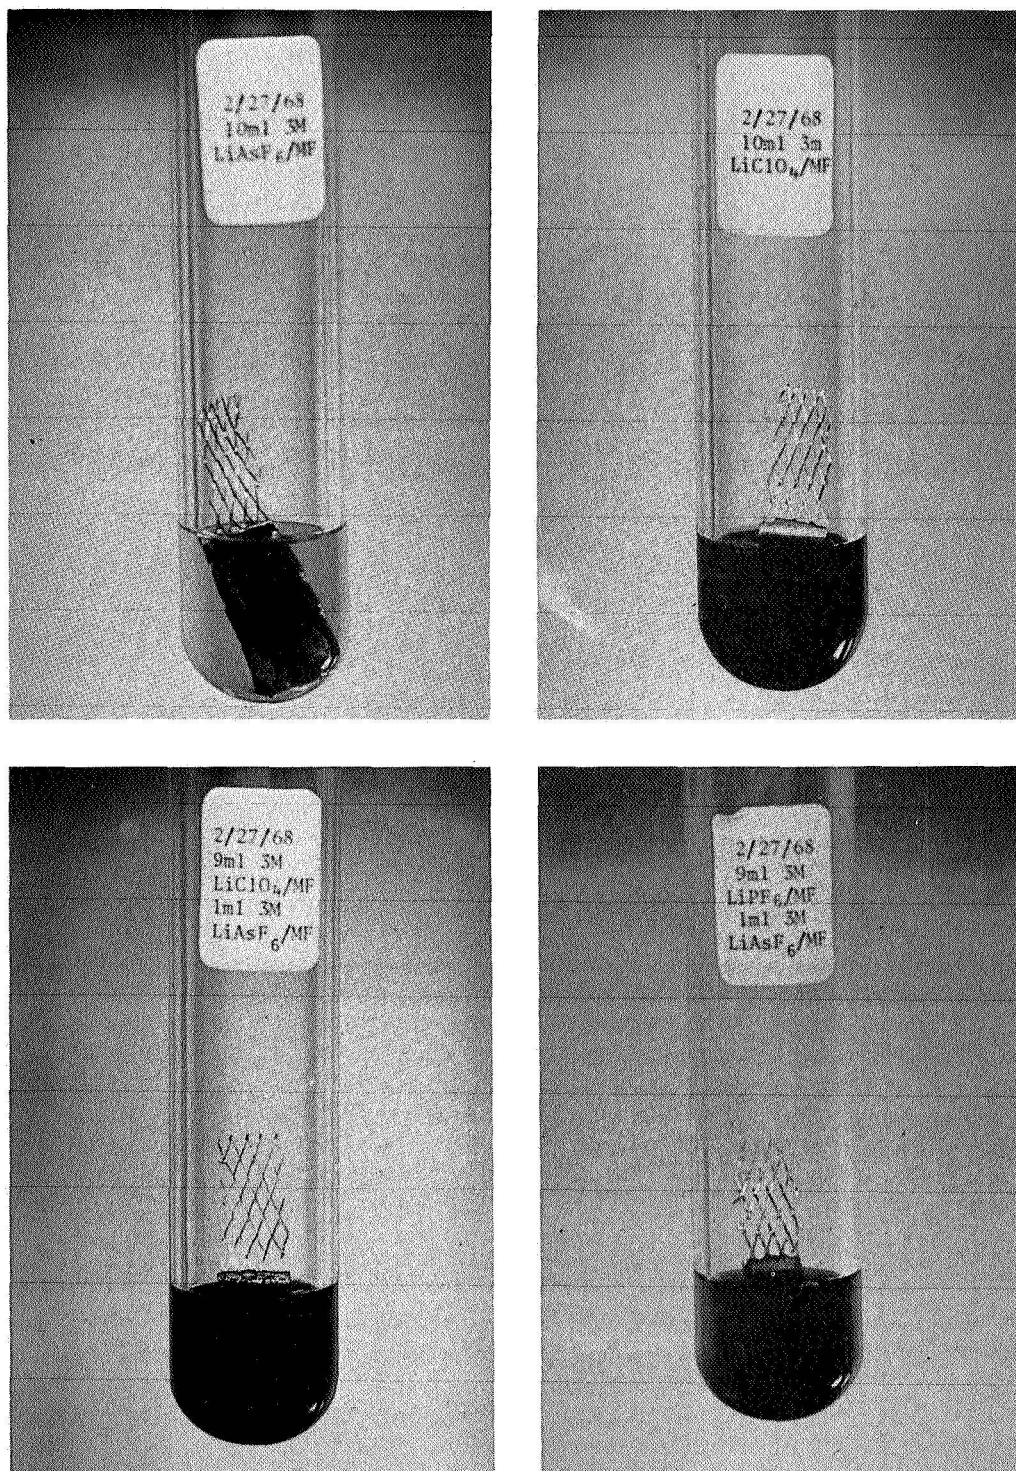 2/27/68
10ml 3M
LiAsF₆/MF
2/27/68
10ml 3m
LiClO₄/MF
2/27/68
9ml 3M
LiClO₄/MF
1ml 3M
LiAsF₆/MF
2/27/68
9ml 3M
LiPF₆/MF
1ml 3M
LiAsF₆/MF